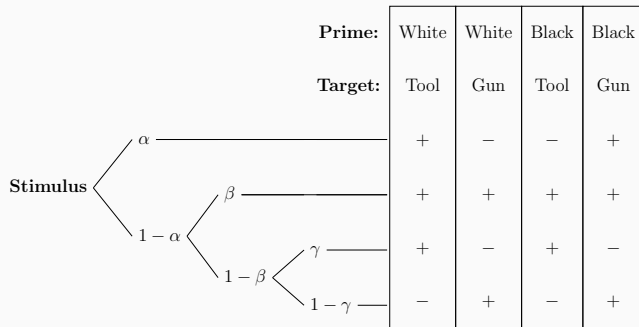 Prime: White White Black Black
Target: Tool Gun Tool Gun
α + − − +
Stimulus
β + + + +
1 − α
γ + − + −
1 − β
1 − γ − + − +